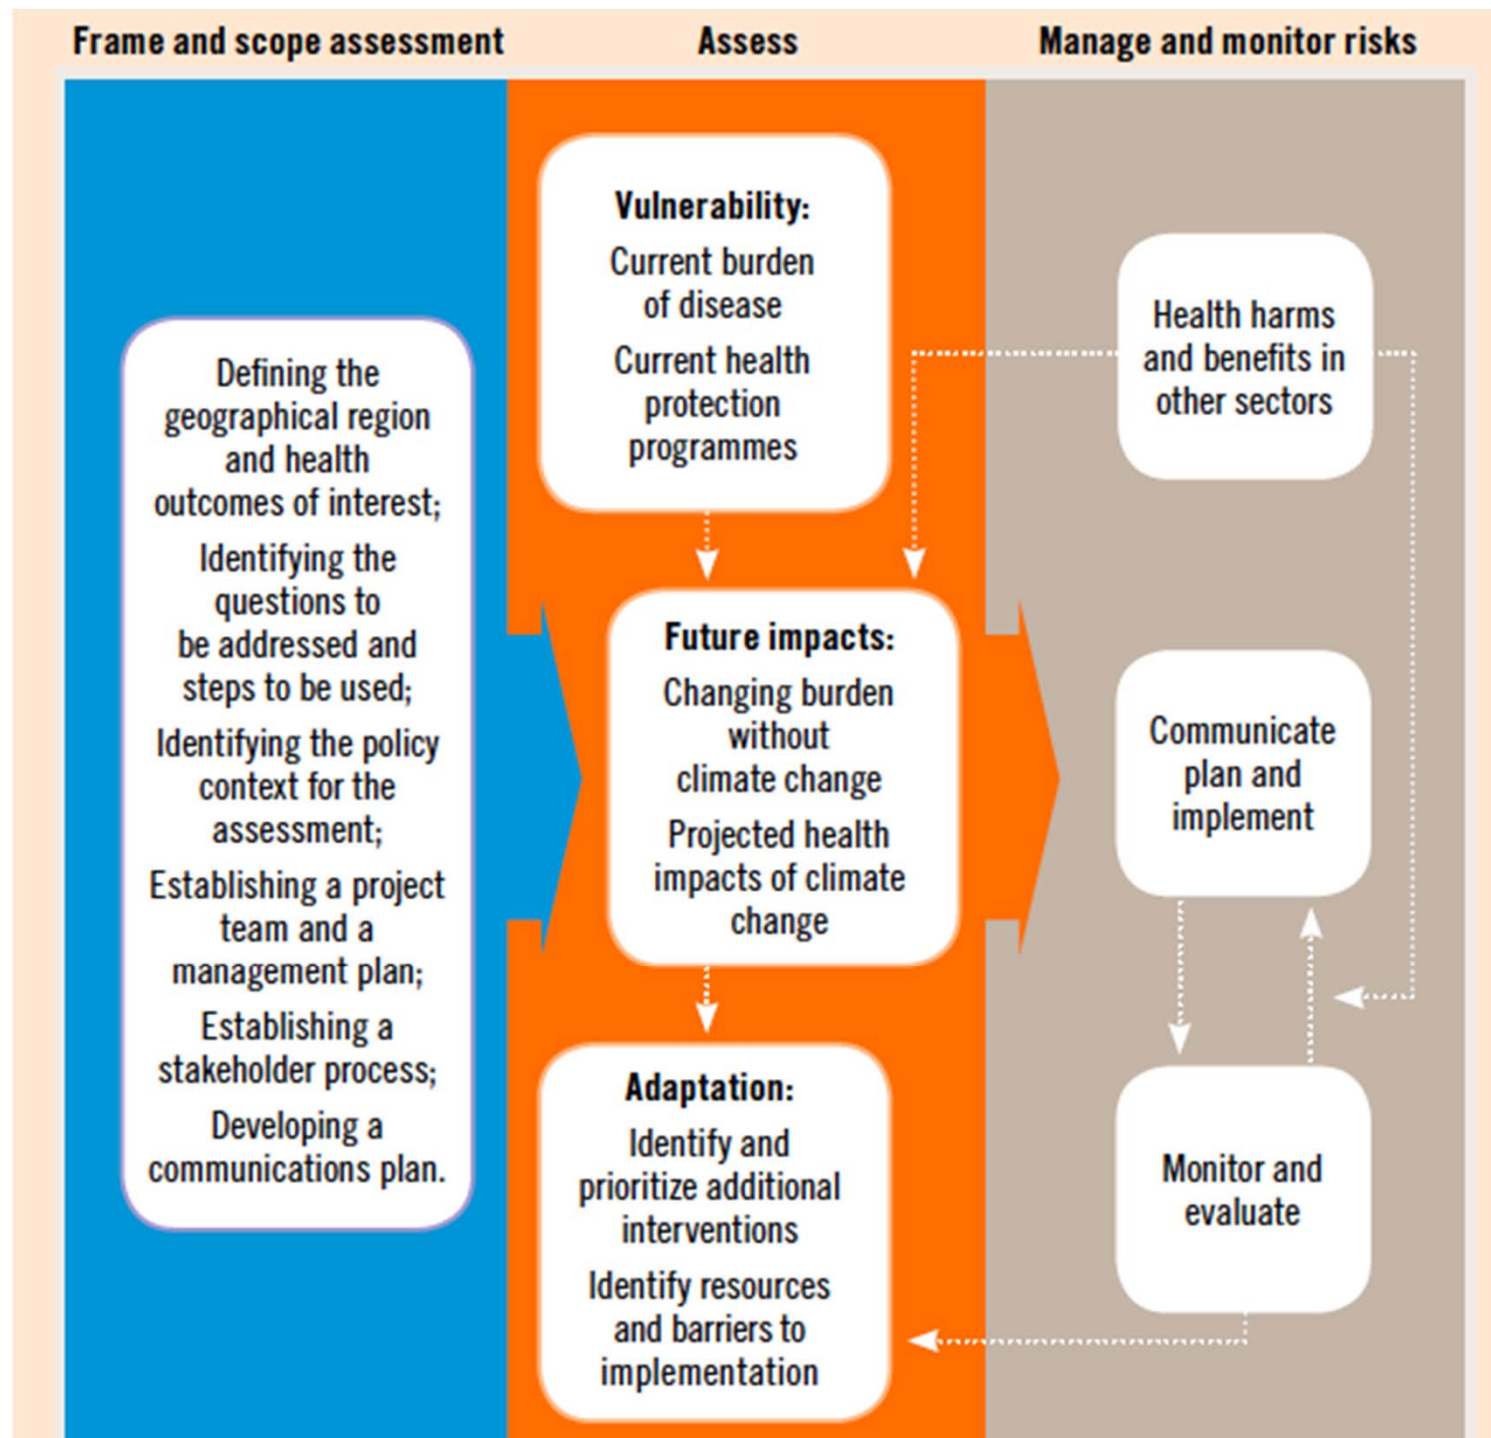 Frame and scope assessment
Assess
Manage and monitor risks
Defining the
geographical region
and health
outcomes of interest;
Identifying the
questions to
be addressed and
steps to be used;
Identifying the policy
context for the
assessment;
Establishing a project
team and a
management plan;
Establishing a
stakeholder process;
Developing a
communications plan.
Vulnerability:
Current burden
of disease
Current health
protection
programmes
Future impacts:
Changing burden
without
climate change
Projected health
impacts of climate
change
Adaptation:
Identify and
prioritize additional
interventions
Identify resources
and barriers to
implementation
Health harms
and benefits in
other sectors
Communicate
plan and
implement
Monitor and
evaluate